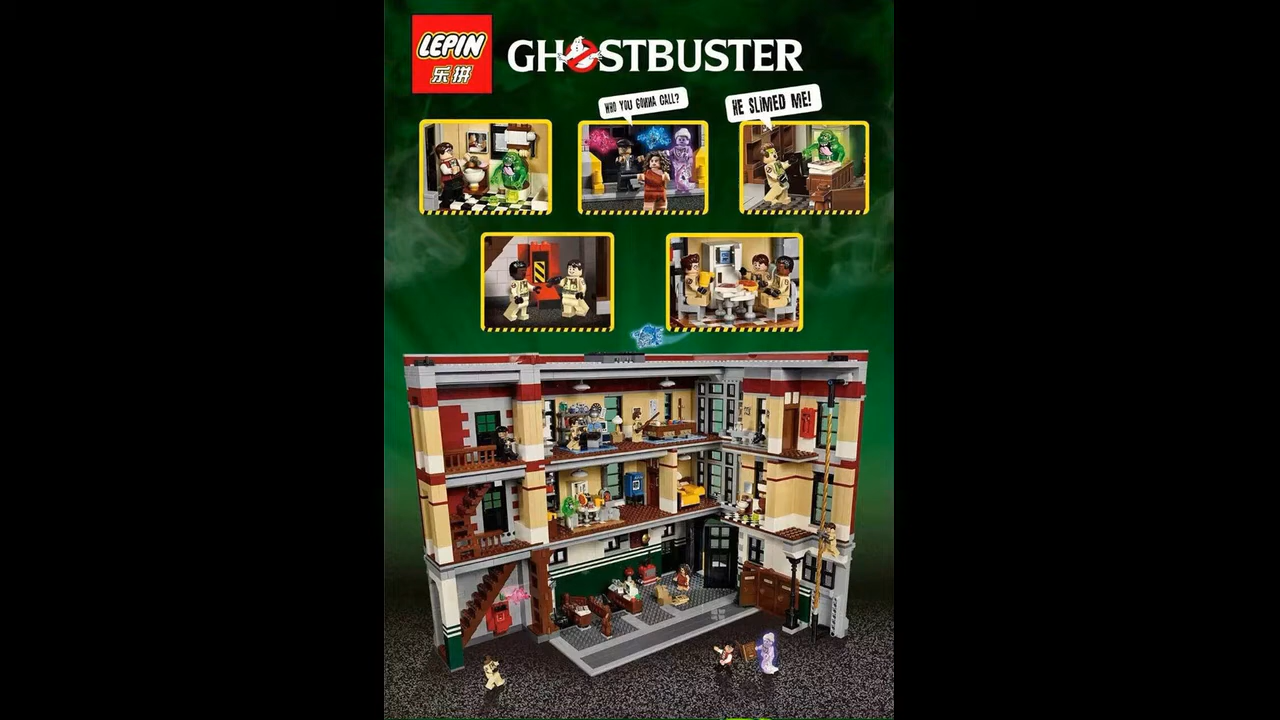 LEPIN
乐拼
GHOSTBUSTER
WHO YOU GONNA CALL?
HE SLIMED ME!